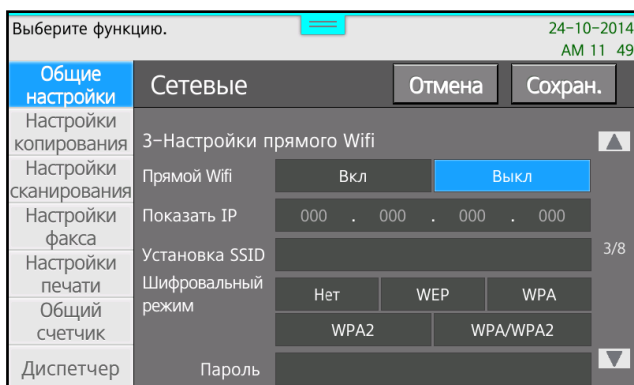 Выберите функцию.
24-10-2014
AM 11 49
Общие настройки
Сетевые
Отмена
Сохран.
Настройки копирования
3-Настройки прямого Wifi
Настройки сканирования
Прямой Wifi
Вкл
Выкл
Настройки факса
Показать IP
000 . 000 . 000 . 000
3/8
Настройки печати
Установка SSID
Шифровальный режим
Нет
WEP
WPA
WPA2
WPA/WPA2
Общий счетчик
Диспетчер
Пароль